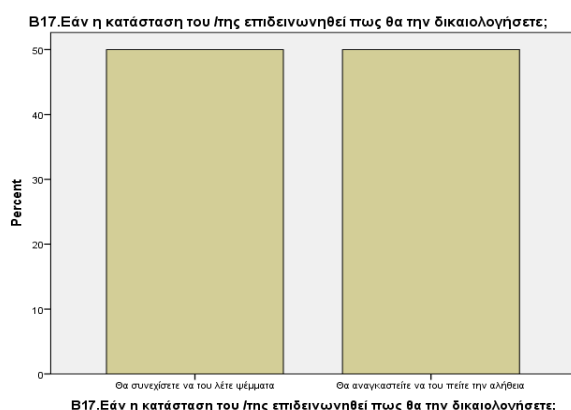 B17.Εάν η κατάσταση του /της επιδεινωνηθεί πως θα την δικαιολογήσετε;
50
40
30
20
10
0
Percent
Θα συνεχίσετε να του λέτε ψέμματα
Θα αναγκαστείτε να του πείτε την αλήθεια
B17.Εάν η κατάσταση του /της επιδεινωνηθεί πως θα την δικαιολογήσετε;